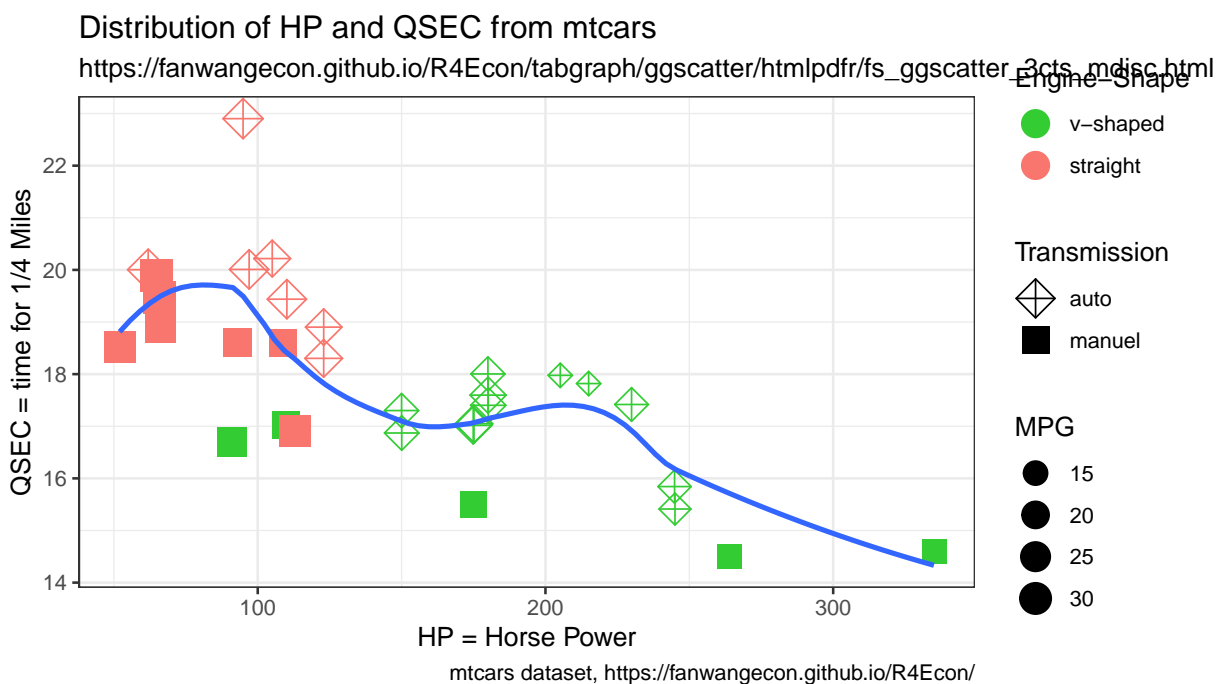 Distribution of HP and QSEC from mtcars
https://fanwangecon.github.io/R4Econ/tabgraph/ggscatter/htmlpdfr/fs_ggscatter_3cts_mdisc.html
Engine−Shape
v−shaped
straight
Transmission
auto
manuel
MPG
15
20
25
30
QSEC = time for 1/4 Miles
22
20
18
16
14
100
200
300
HP = Horse Power
mtcars dataset, https://fanwangecon.github.io/R4Econ/